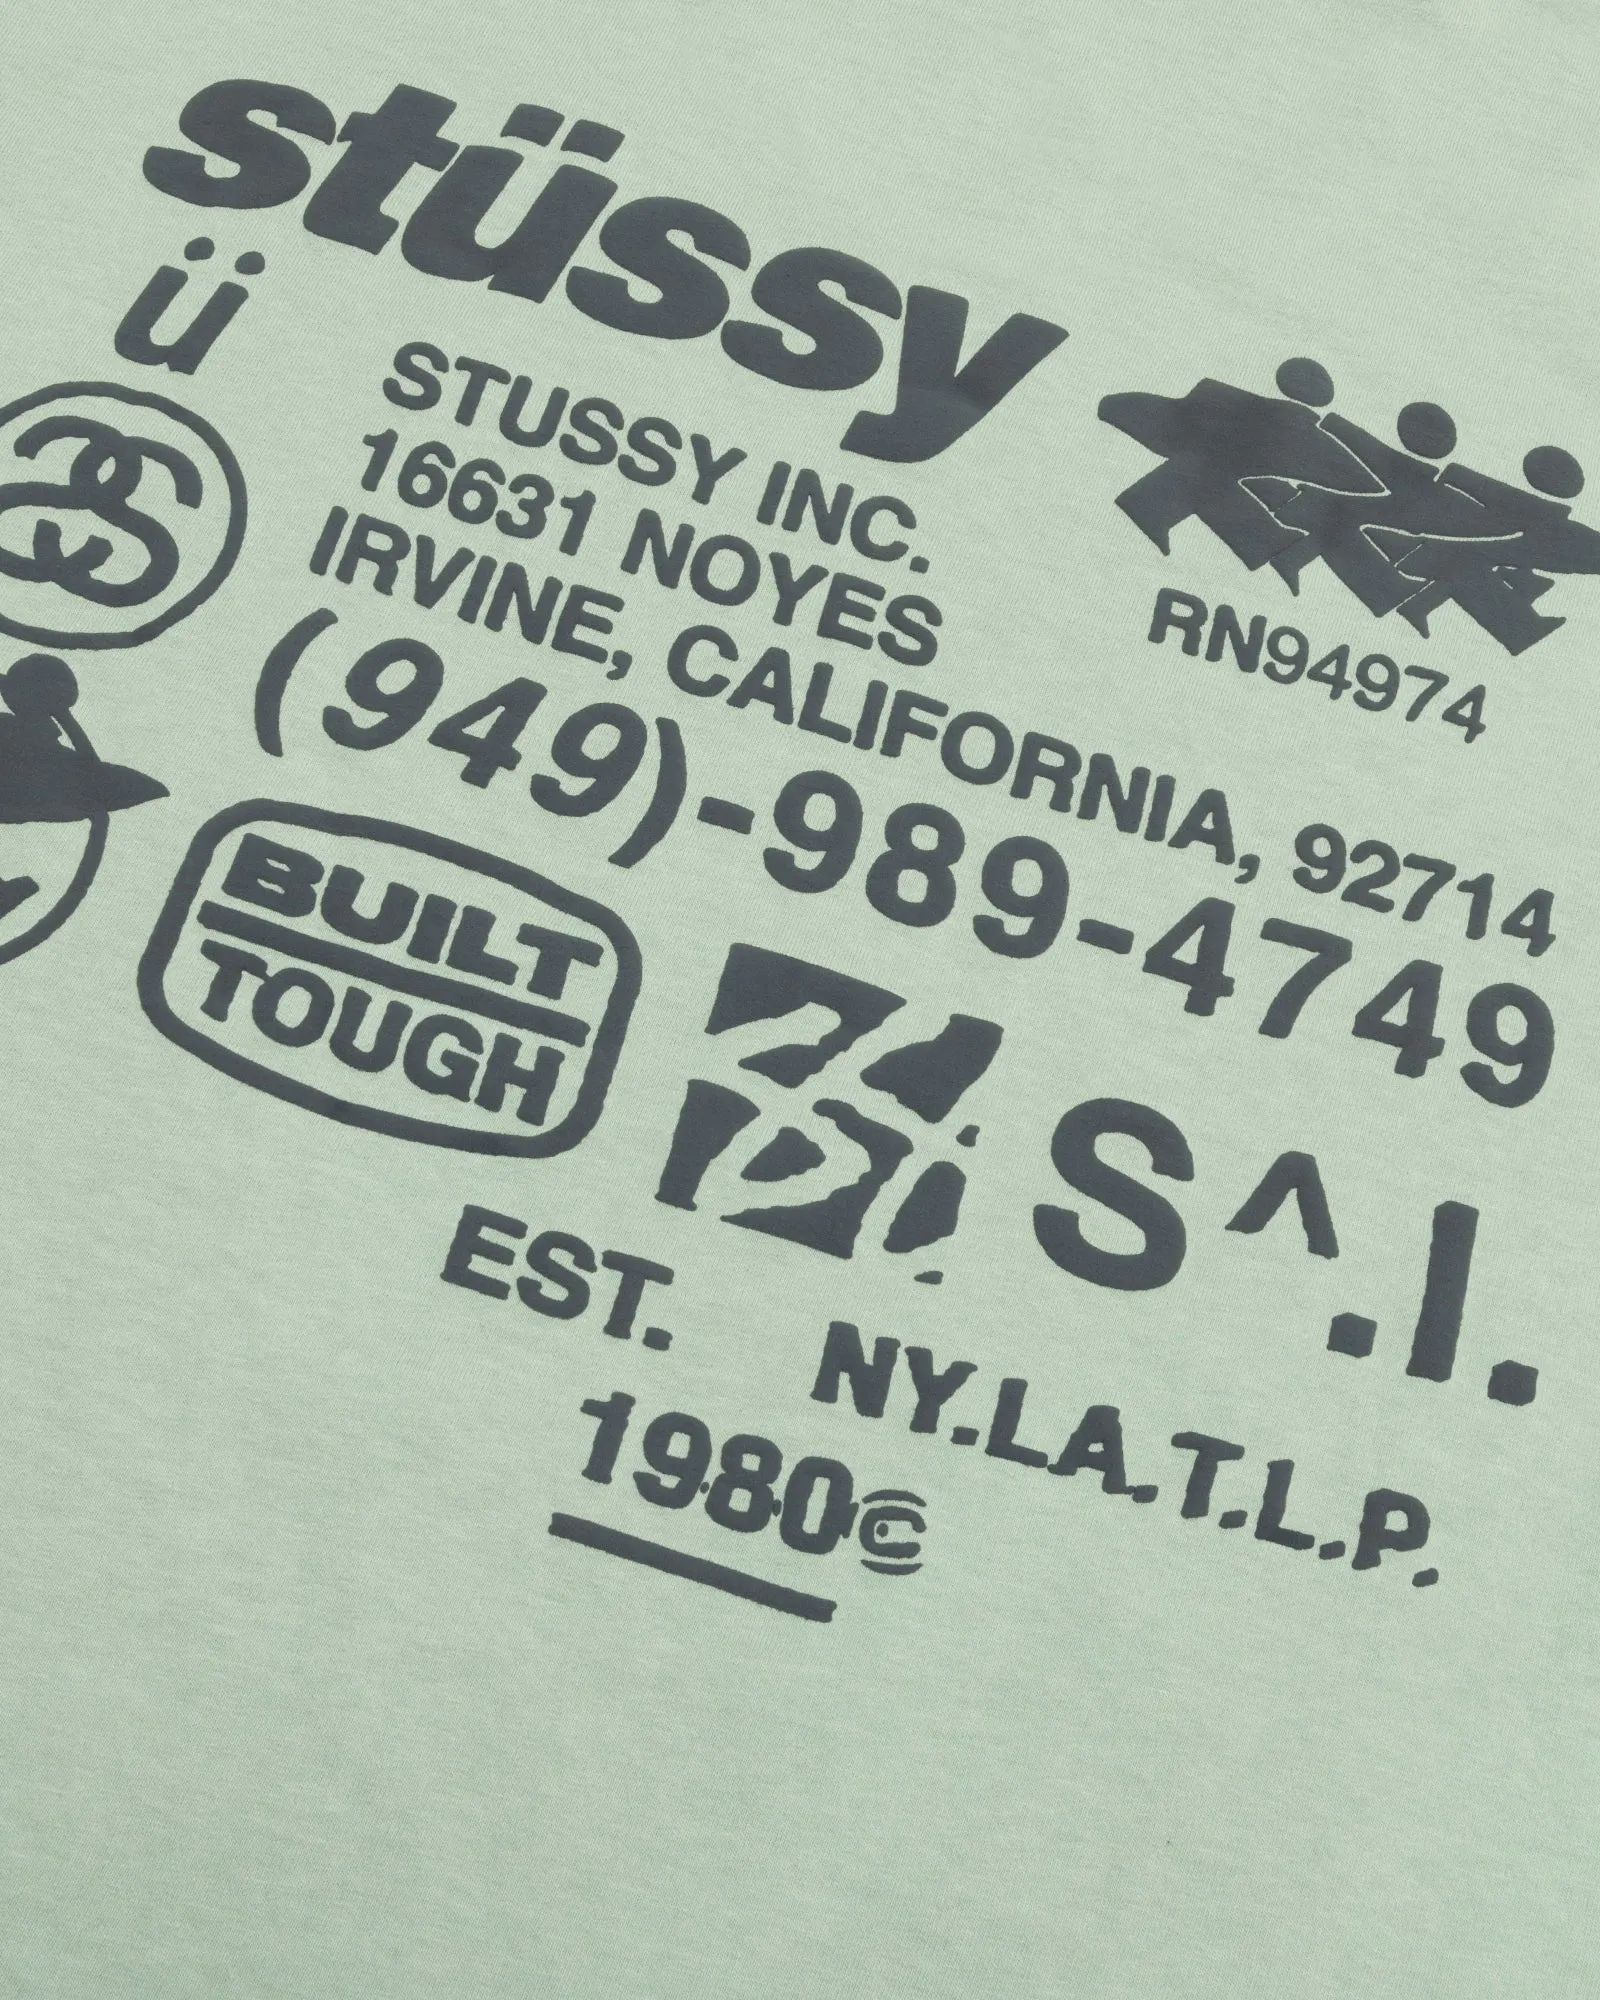 stüssy
ü
STUSSY INC.
16631 NOYES
IRVINE, CALIFORNIA, 92714
(949)-989-4749
RN94974
BUILT
TOUGH
S^.I.
EST.
NY.LA.T.L.P.
1980©